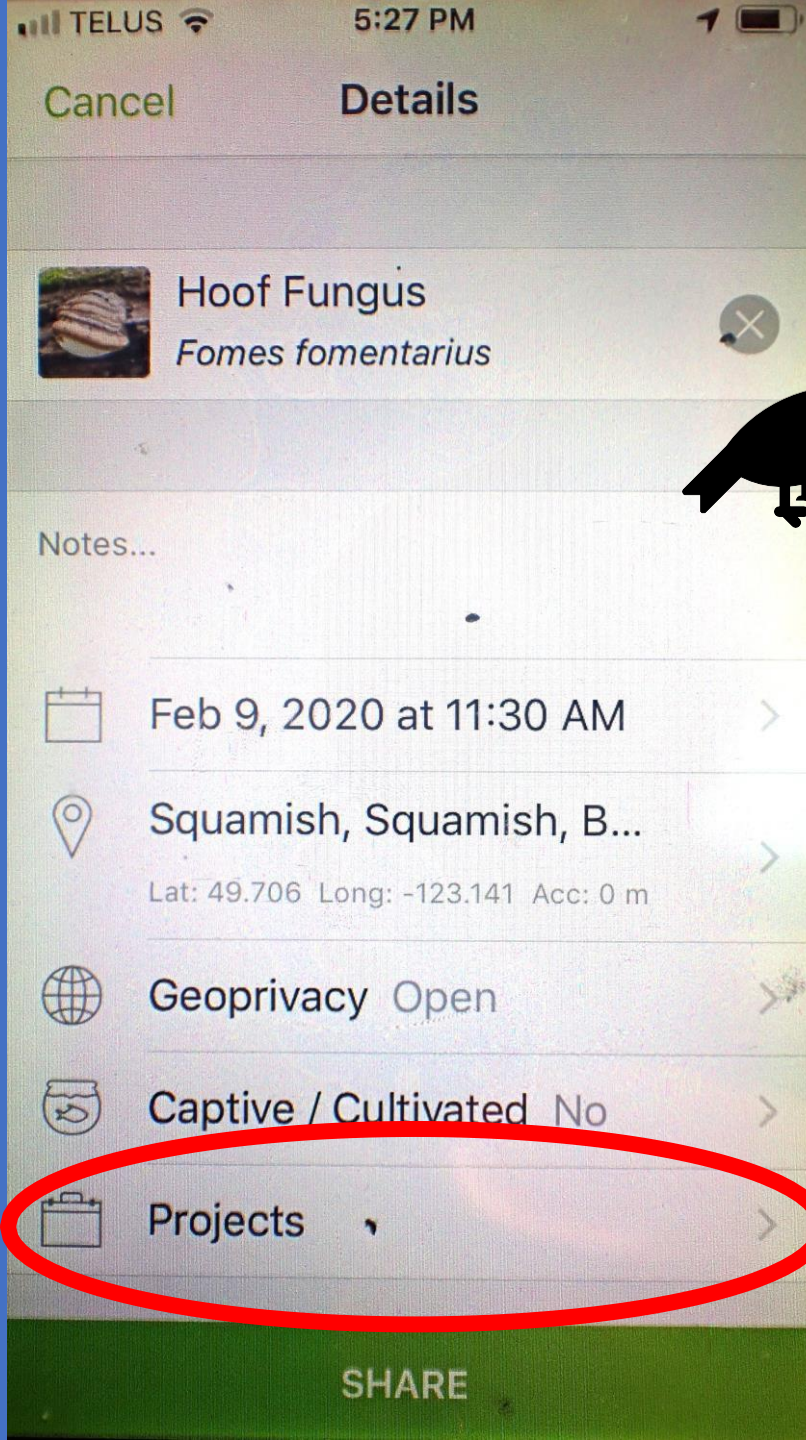 TELUS 5:27 PM
Cancel Details
Hoof Fungus
Fomes fomentarius
Notes...
Feb 9, 2020 at 11:30 AM
Squamish, Squamish, B...
Lat: 49.706 Long: -123.141 Acc: 0 m
Geoprivacy Open
Captive / Cultivated No
Projects
SHARE